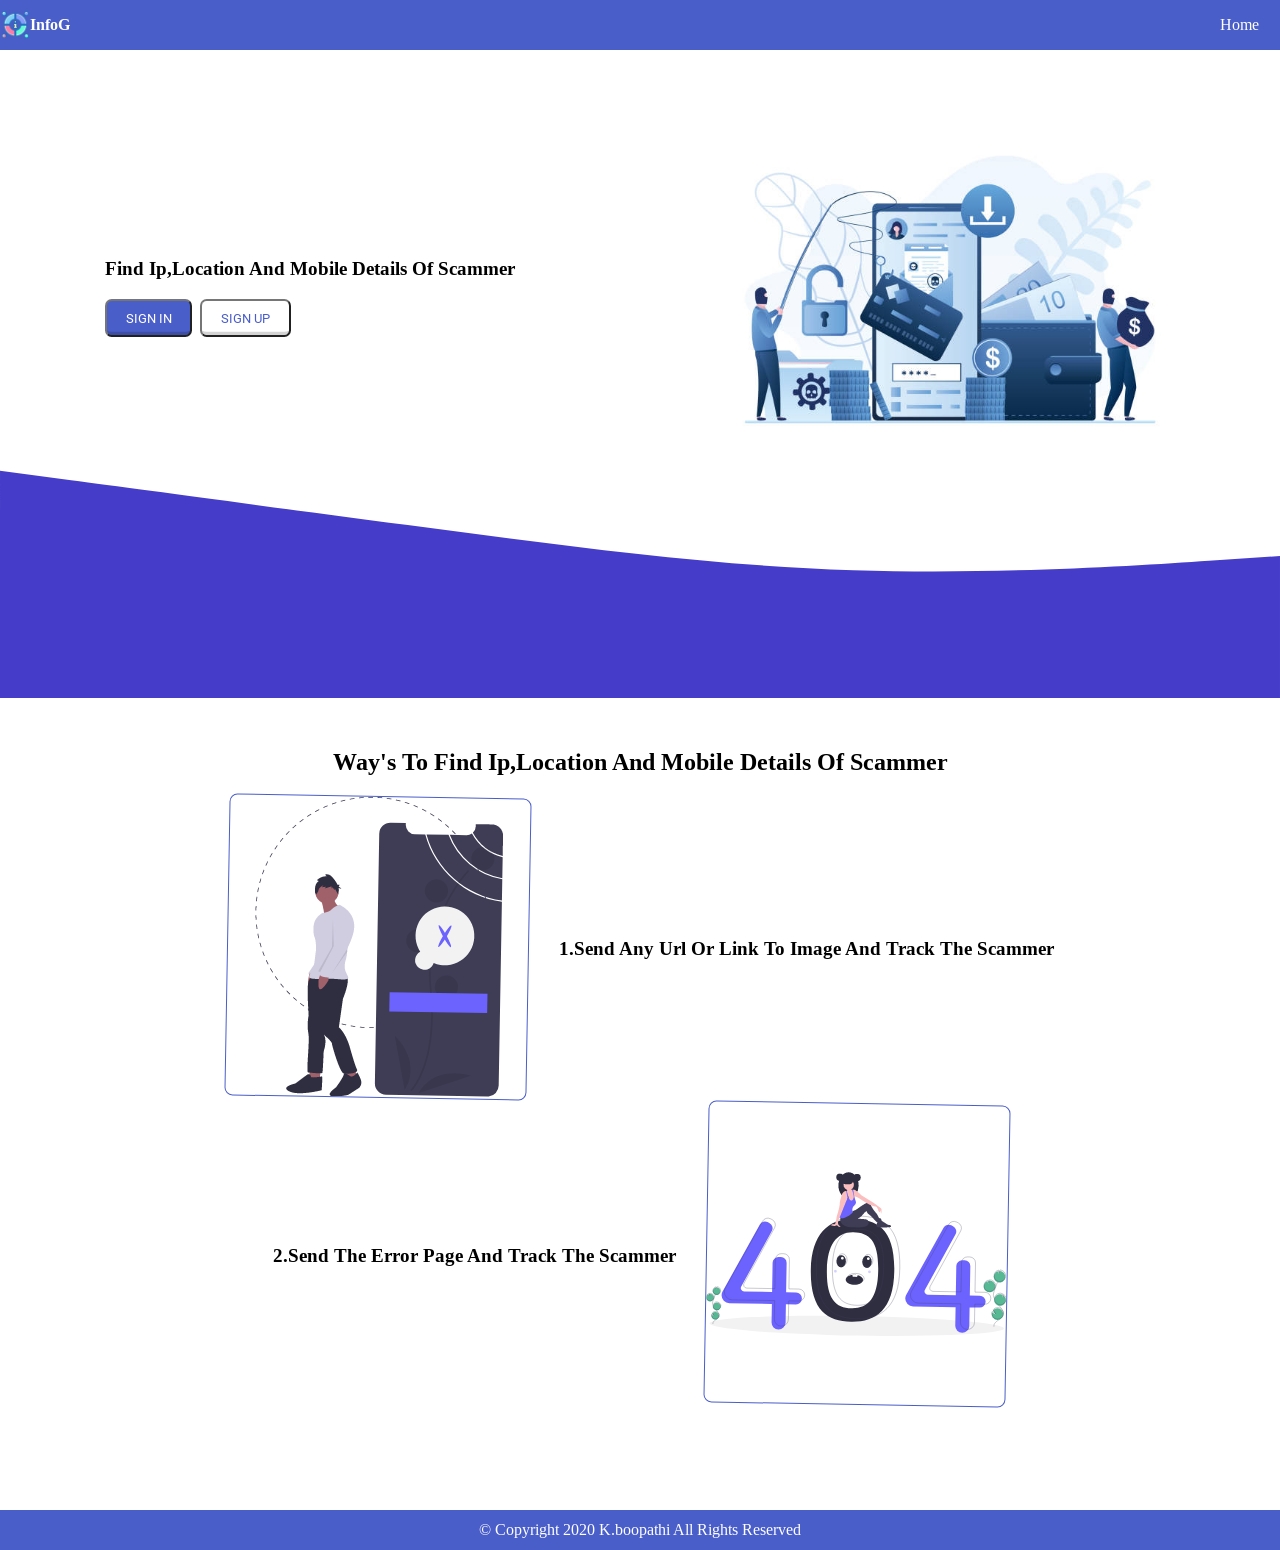 InfoG
Home
Find Ip,Location And Mobile Details Of Scammer
SIGN IN
SIGN UP
10
$
$
****_
Way's To Find Ip,Location And Mobile Details Of Scammer
X
1.Send Any Url Or Link To Image And Track The Scammer
2.Send The Error Page And Track The Scammer
404
© Copyright 2020 K.boopathi All Rights Reserved